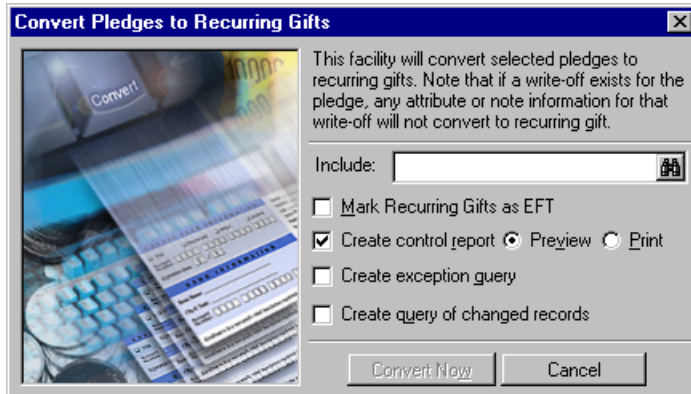 Convert Pledges to Recurring Gifts
This facility will convert selected pledges to
recurring gifts. Note that if a write-off exists for the
pledge, any attribute or note information for that
write-off will not convert to recurring gift.
Include:
Mark Recurring Gifts as EFT
Create control report Preview Print
Create exception query
Create query of changed records
Convert Now Cancel
Convert